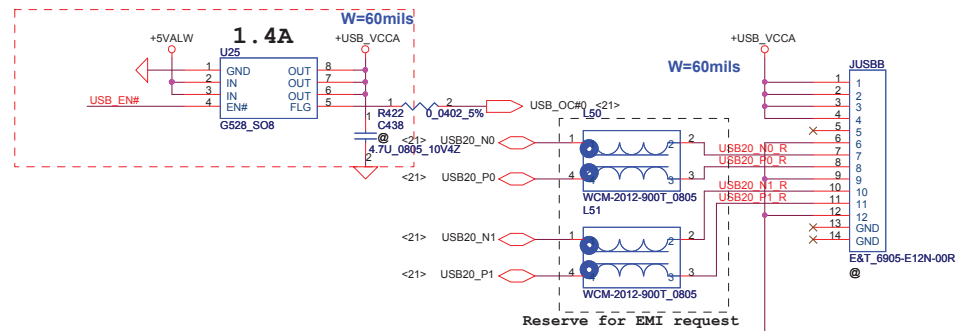 W=60mils
+5VALW
1.4A
+USB_VCCA
U25
1 GND OUT 8
2 IN OUT 7
3 IN OUT 6
4 EN# FLG 5
USB_EN#
G528_SO8
1 2
R422 0_0402_5%
USB_OC#0 <21>
1
C438
@
4.7U_0805_10V4Z
2
L50
<21> USB20_N0 1 2 USB20_N0_R
<21> USB20_P0 4 3 USB20_P0_R
WCM-2012-900T_0805
L51
<21> USB20_N1 1 2 USB20_N1_R
<21> USB20_P1 4 3 USB20_P1_R
WCM-2012-900T_0805
Reserve for EMI request
+USB_VCCA
W=60mils
JUSBB
1 1
2 2
3 3
4 4
5 5
6 6
7 7
8 8
9 9
10 10
11 11
12 12
13 GND
14 GND
E&T_6905-E12N-00R
@